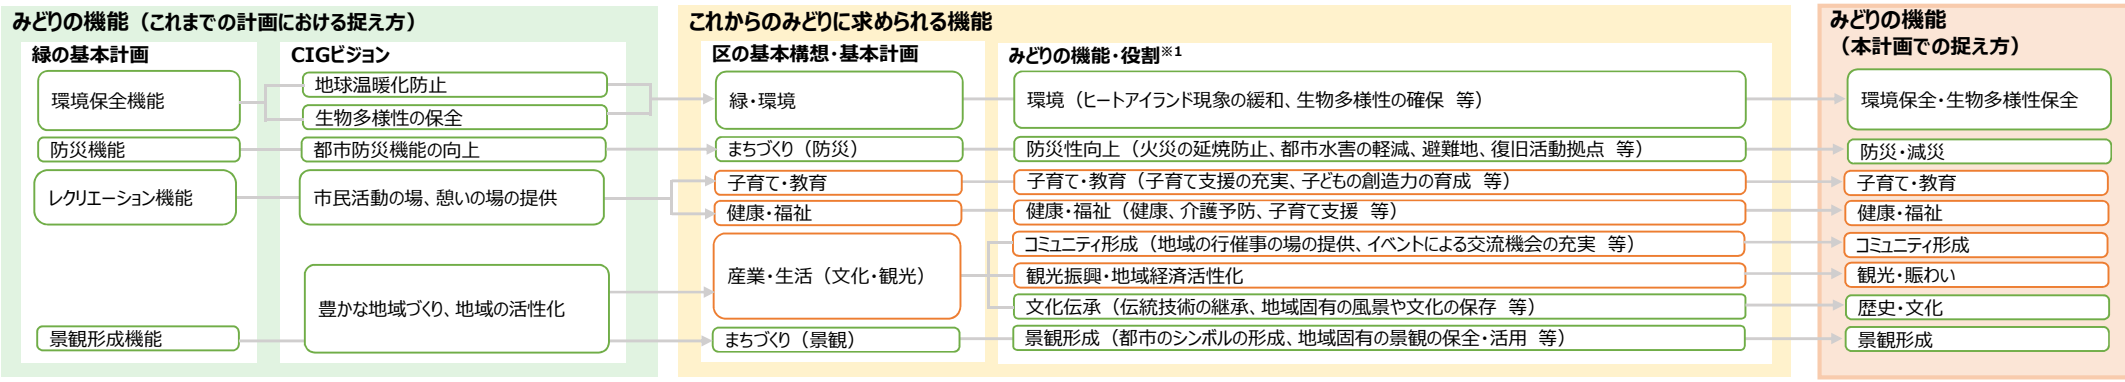 みどりの機能（これまでの計画における捉え方）
緑の基本計画
環境保全機能
防災機能
レクリエーション機能
景観形成機能
CIGビジョン
地球温暖化防止
生物多様性の保全
都市防災機能の向上
市民活動の場、憩いの場の提供
豊かな地域づくり、地域の活性化
これからのみどりに求められる機能
区の基本構想・基本計画
緑・環境
まちづくり（防災）
子育て・教育
健康・福祉
産業・生活（文化・観光）
まちづくり（景観）
みどりの機能・役割※1
環境（ヒートアイランド現象の緩和、生物多様性の確保 等）
防災性向上（火災の延焼防止、都市水害の軽減、避難地、復旧活動拠点 等）
子育て・教育（子育て支援の充実、子どもの創造力の育成 等）
健康・福祉（健康、介護予防、子育て支援 等）
コミュニティ形成（地域の行催事の場の提供、イベントによる交流機会の充実 等）
観光振興・地域経済活性化
文化伝承（伝統技術の継承、地域固有の風景や文化の保存 等）
景観形成（都市のシンボルの形成、地域固有の景観の保全・活用 等）
みどりの機能
（本計画での捉え方）
環境保全・生物多様性保全
防災・減災
子育て・教育
健康・福祉
コミュニティ形成
観光・賑わい
歴史・文化
景観形成